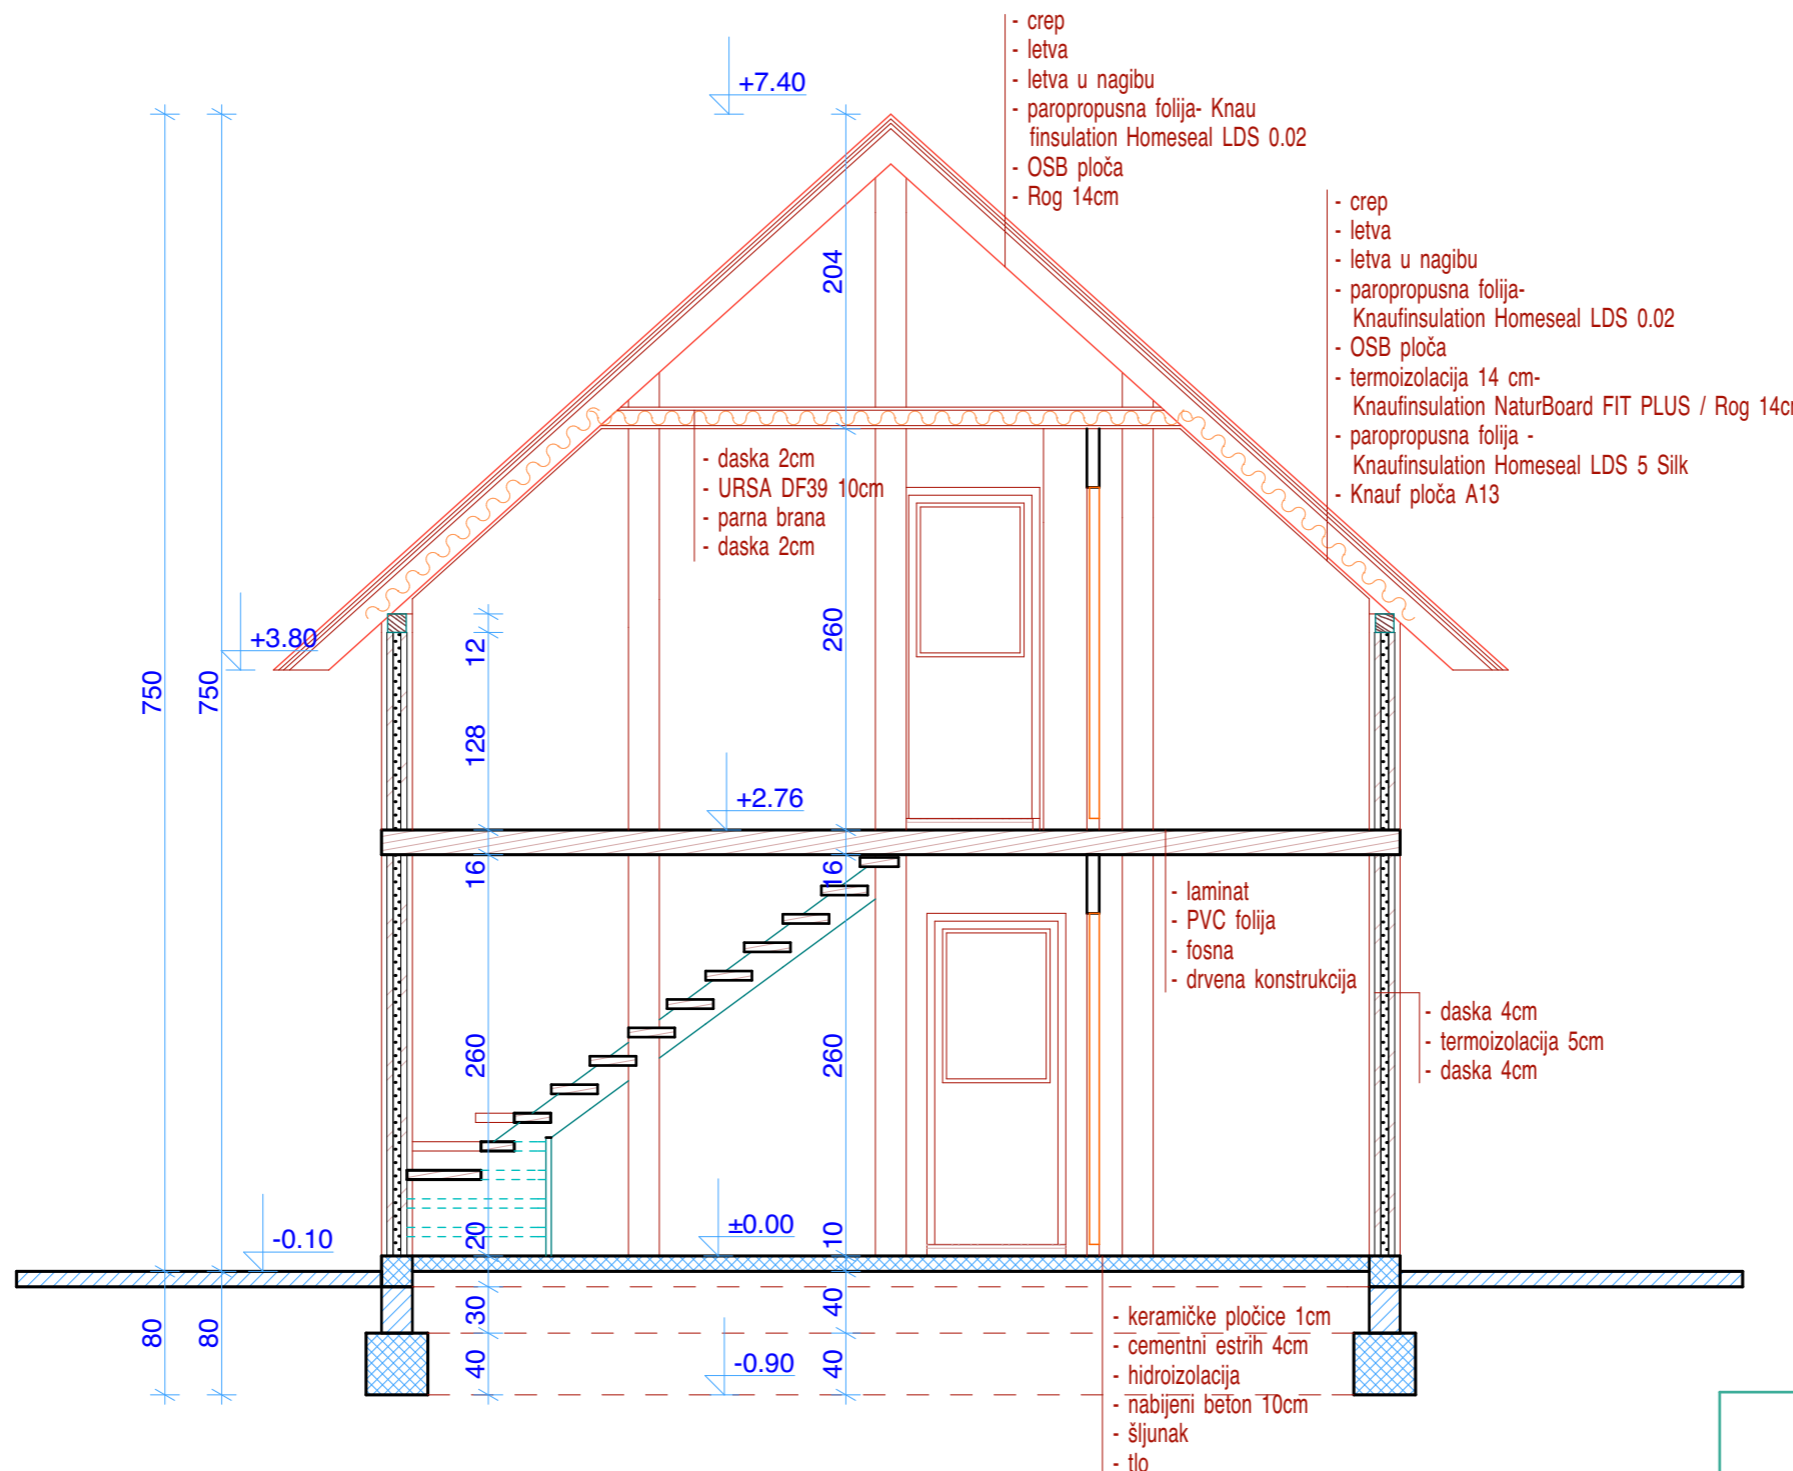 - crep
- letva
- letva u nagibu
- paropropusna folija- Knau
finsulation Homeseal LDS 0.02
- OSB ploča
- Rog 14cm
+7.40
- crep
- letva
- letva u nagibu
- paropropusna folija-
Knaufinsulation Homeseal LDS 0.02
- OSB ploča
- termoizolacija 14 cm-
Knaufinsulation NaturBoard FIT PLUS / Rog 14c
- paropropusna folija -
Knaufinsulation Homeseal LDS 5 Silk
- Knauf ploča A13
204
- daska 2cm
- URSA DF39 10cm
- parna brana
- daska 2cm
+3.80
750
750
12
260
128
+2.76
16
16
- laminat
- PVC folija
- fosna
- drvena konstrukcija
- daska 4cm
- termoizolacija 5cm
- daska 4cm
260
260
-0.10
±0.00
20
10
30
40
80
80
40
-0.90
40
- keramičke pločice 1cm
- cementni estrih 4cm
- hidroizolacija
- nabijeni beton 10cm
- šljunak
- tlo